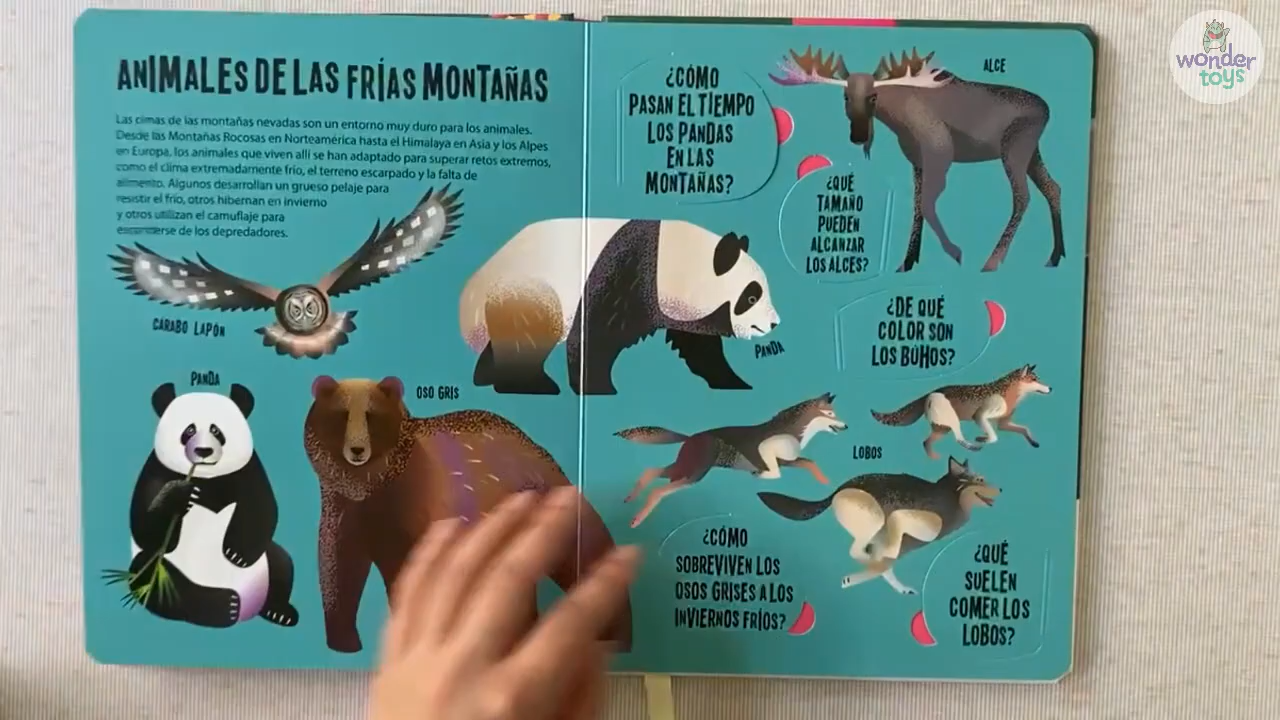 ANIMALES DE LAS FRÍAS MONTAÑAS
Las cimas de las montañas nevadas son un entorno muy duro para los animales.
Desde las Montañas Rocosas en Norteamérica hasta el Himalaya en Asia y los Alpes
en Europa, los animales que viven allí se han adaptado para superar retos extremos,
como el clima extremadamente frío, el terreno escarpado y la falta de
alimento. Algunos desarrollan un grueso pelaje para
resistir el frío, otros hibernan en invierno
y otros utilizan el camuflaje para
esconderse de los depredadores.
CÁRABO LAPÓN
PANDA
OSO GRIS
PANDA
¿CÓMO
PASAN EL TIEMPO
LOS PANDAS
EN LAS
MONTAÑAS?
ALCE
¿QUÉ
TAMAÑO
PUEDEN
ALCANZAR
LOS ALCES?
¿DE QUÉ
COLOR SON
LOS BÚHOS?
LOBOS
¿CÓMO
SOBREVIVEN LOS
OSOS GRISES A LOS
INVIERNOS FRÍOS?
¿QUÉ
SUELEN
COMER LOS
LOBOS?
wonder
toys